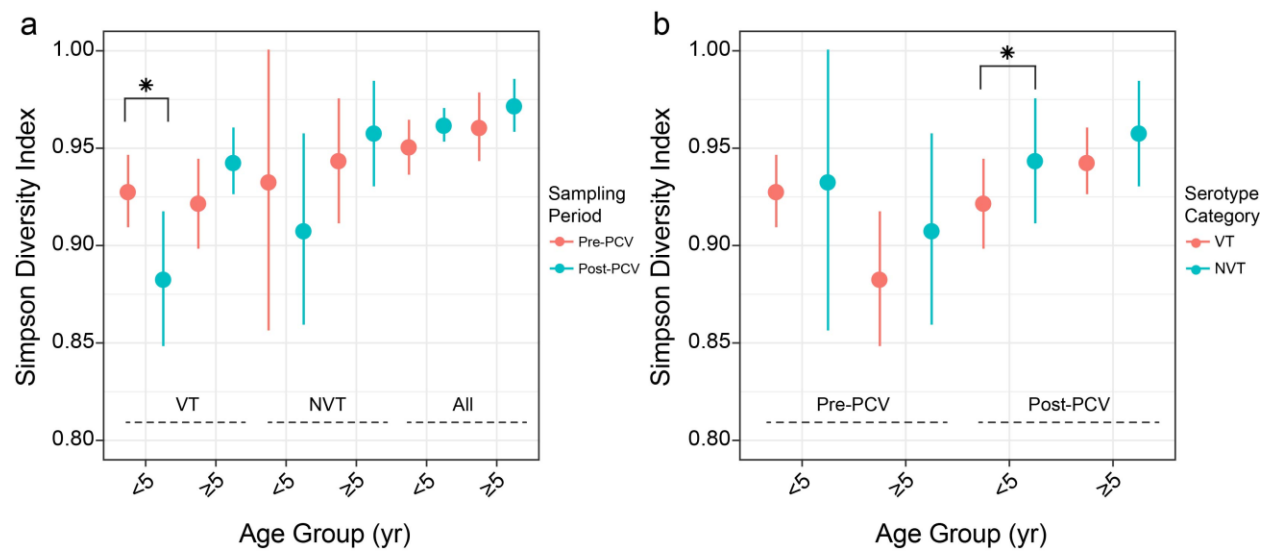 a
Simpson Diversity Index
1.00
0.95
0.90
0.85
0.80
*
VT
NVT
All
<5
≥5
<5
≥5
<5
≥5
Age Group (yr)
Sampling
Period
Pre-PCV
Post-PCV
b
Simpson Diversity Index
1.00
0.95
0.90
0.85
0.80
*
Pre-PCV
Post-PCV
<5
≥5
<5
≥5
Age Group (yr)
Serotype
Category
VT
NVT